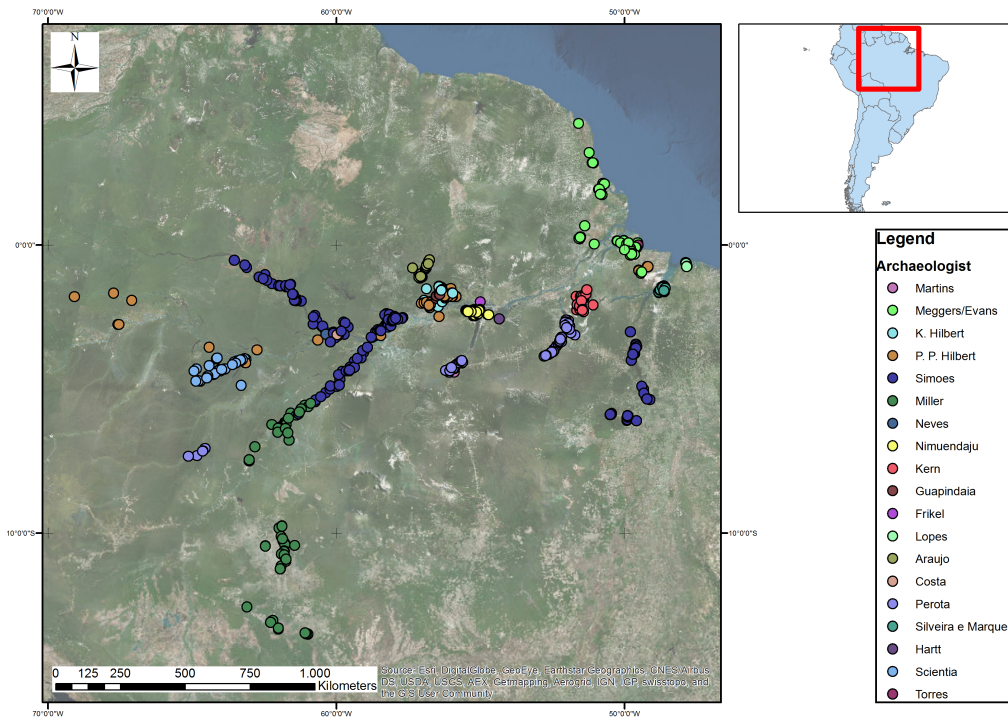 70°0'0"W
60°0'0"W
50°0'0"W
N
0°0'0"
0°0'0"
10°0'0"S
10°0'0"S
Legend
Archaeologist
Martins
Meggers/Evans
K. Hilbert
P. P. Hilbert
Simoes
Miller
Neves
Nimuendaju
Kern
Guapindaia
Frikel
Lopes
Araujo
Costa
Perota
Silveira e Marque
Hartt
Scientia
Torres
0 125 250 500 750 1.000
Kilometers
Source: Esri, DigitalGlobe, GeoEye, Earthstar Geographics, CNES/Airbus
DS, USDA, USGS, AEX, Getmapping, Aerogrid, IGN, IGP, swisstopo, and
the GIS User Community
70°0'0"W
60°0'0"W
50°0'0"W